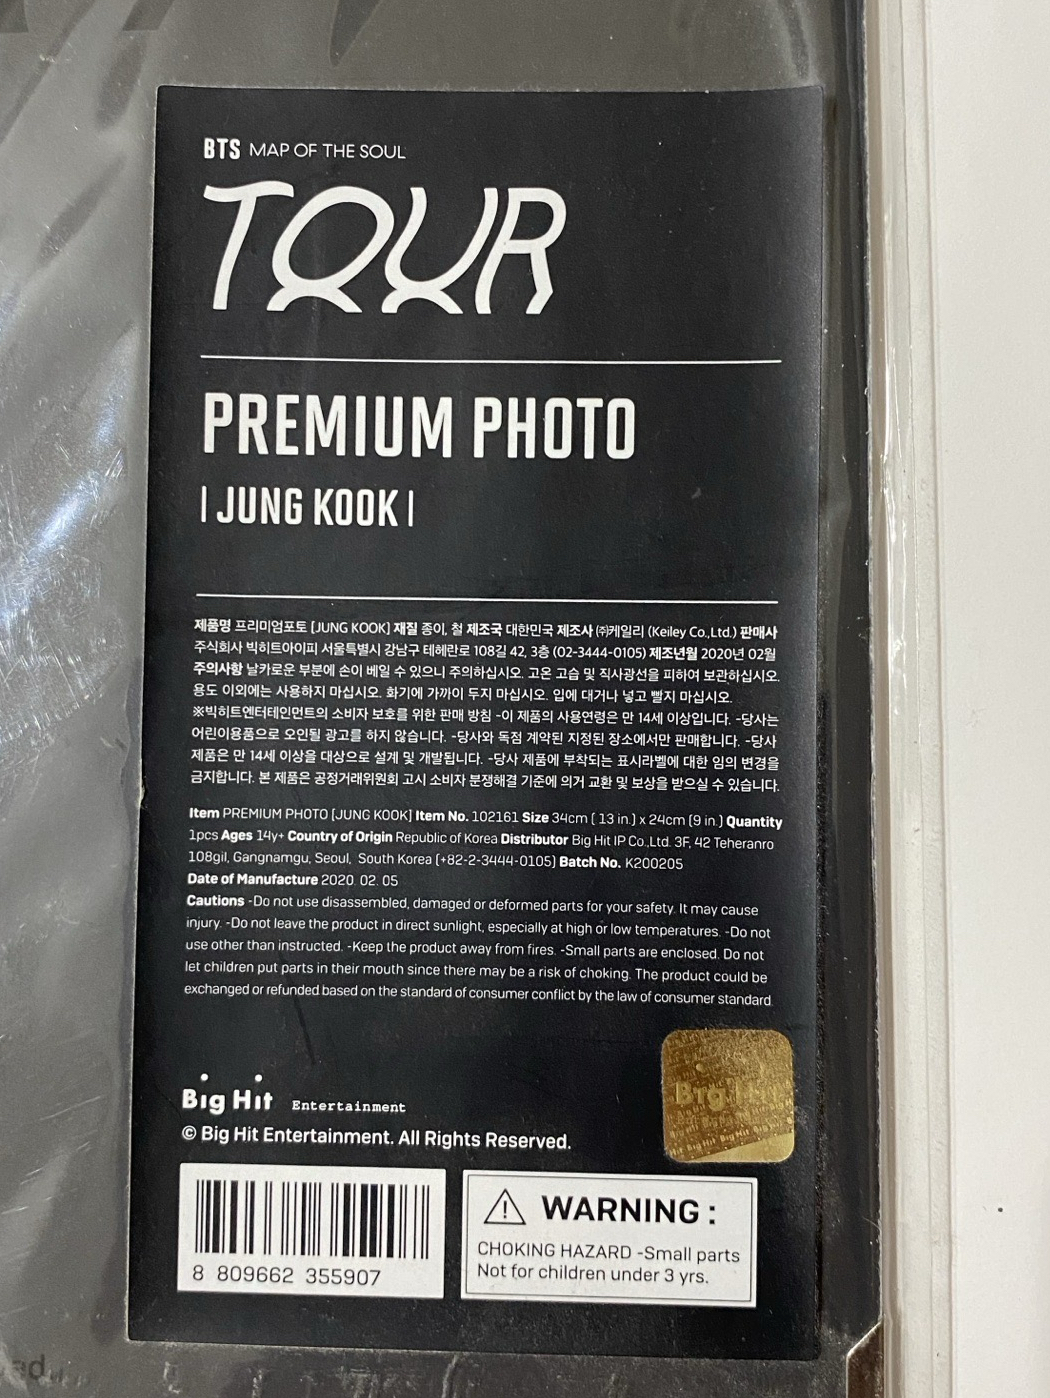 BTS MAP OF THE SOUL
TOUR
PREMIUM PHOTO
| JUNG KOOK |
제품명 프리미엄포토 [JUNG KOOK] 재질 종이, 철 제조국 대한민국 제조사 ㈜케일리 (Keiley Co.,Ltd.) 판매사
주식회사 빅히트아이피 서울특별시 강남구 테헤란로 108길 42, 3층 (02-3444-0105) 제조년월 2020년 02월
주의사항 날카로운 부분에 손이 베일 수 있으니 주의하십시오. 고온 고습 및 직사광선을 피하여 보관하십시오.
용도 이외에는 사용하지 마십시오. 화기에 가까이 두지 마십시오. 입에 대거나 넣고 빨지 마십시오.
※빅히트엔터테인먼트의 소비자 보호를 위한 판매 방침 -이 제품의 사용연령은 만 14세 이상입니다. -당사는
어린이용품으로 오인될 광고를 하지 않습니다. -당사와 독점 계약된 지정된 장소에서만 판매합니다. -당사
제품은 만 14세 이상을 대상으로 설계 및 개발됩니다. -당사 제품에 부착되는 표시라벨에 대한 임의 변경을
금지합니다. 본 제품은 공정거래위원회 고시 소비자 분쟁해결 기준에 의거 교환 및 보상을 받으실 수 있습니다.
Item PREMIUM PHOTO [JUNG KOOK] Item No. 102161 Size 34cm ( 13 in.) x 24cm (9 in.) Quantity
1pcs Ages 14y+ Country of Origin Republic of Korea Distributor Big Hit IP Co.,Ltd. 3F, 42 Teheranro
108gil, Gangnamgu, Seoul, South Korea (+82-2-3444-0105) Batch No. K200205
Date of Manufacture 2020. 02. 05
Cautions -Do not use disassembled, damaged or deformed parts for your safety. It may cause
injury. -Do not leave the product in direct sunlight, especially at high or low temperatures. -Do not
use other than instructed. -Keep the product away from fires. -Small parts are enclosed. Do not
let children put parts in their mouth since there may be a risk of choking. The product could be
exchanged or refunded based on the standard of consumer conflict by the law of consumer standard.
Big Hit Entertainment
© Big Hit Entertainment. All Rights Reserved.
Big Hit
8 809662 355907
WARNING :
CHOKING HAZARD -Small parts
Not for children under 3 yrs.